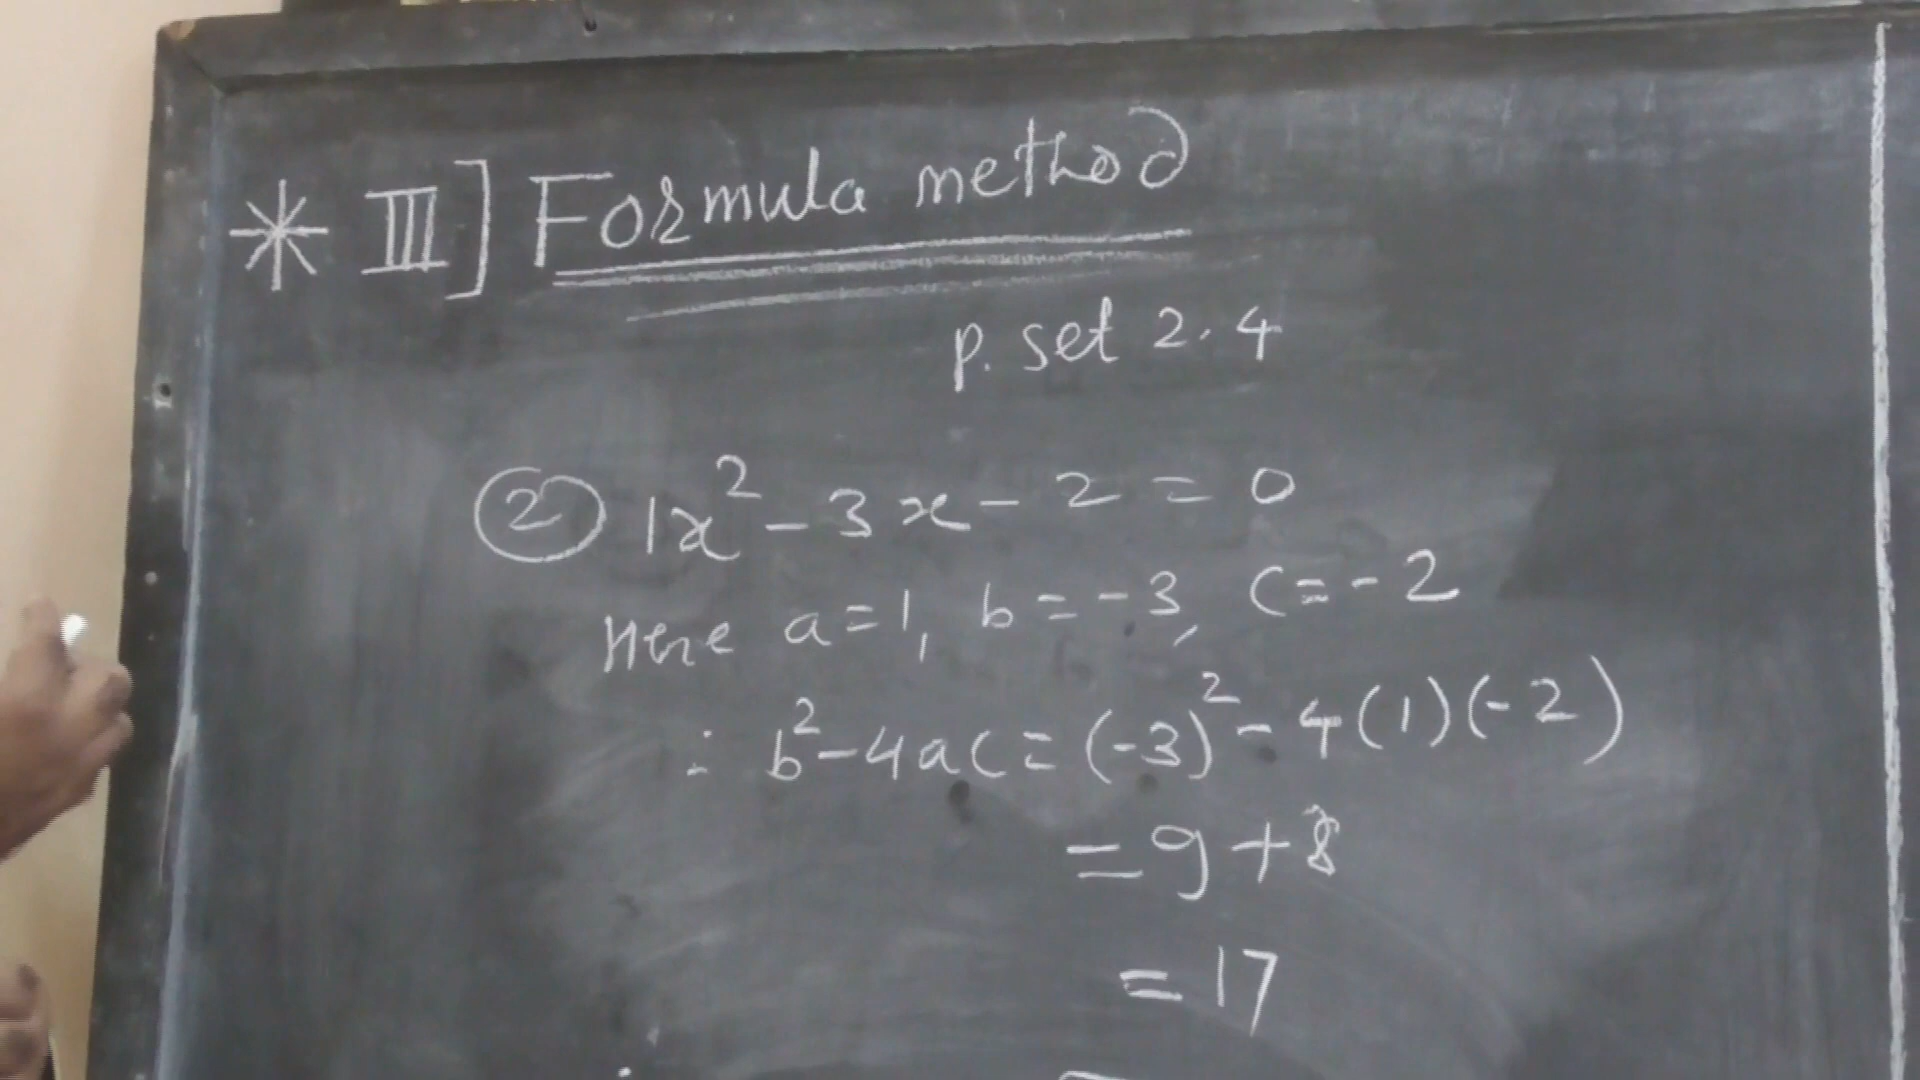 * III] Formula method
p. set 2.4
② 1x² - 3x - 2 = 0
Here a = 1, b = -3, c = -2
∴ b² - 4ac = (-3)² - 4(1)(-2)
= 9 + 8
= 17